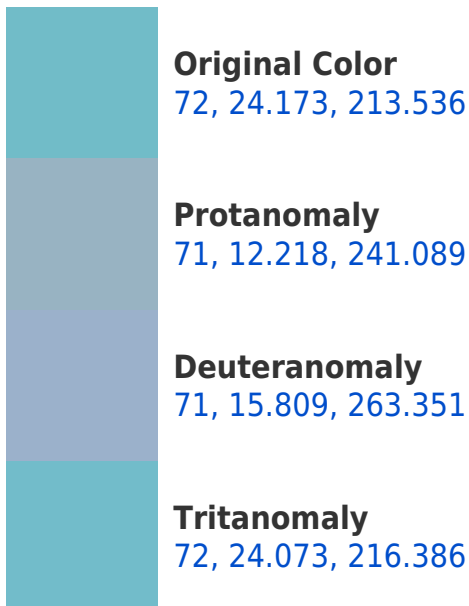 Original Color
72, 24.173, 213.536
Protanomaly
71, 12.218, 241.089
Deuteranomaly
71, 15.809, 263.351
Tritanomaly
72, 24.073, 216.386